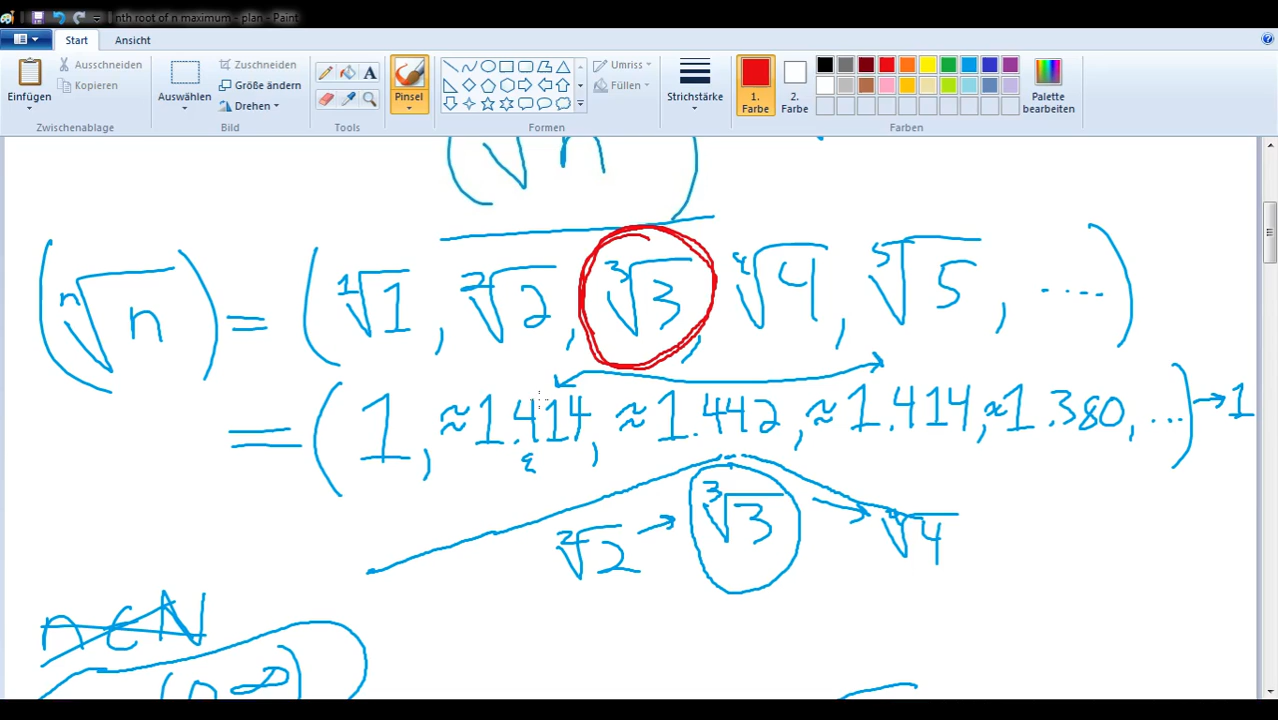 nth root of n maximum - plan - Paint
Start Ansicht
Einfügen Ausschneiden Kopieren Auswählen Zuschneiden Größe ändern Drehen Pinsel Umriss Füllen Strichstärke 1. Farbe 2. Farbe Palette bearbeiten
Zwischenablage Bild Tools Formen Farben
(√n)
(ⁿ√n) = (¹√1, ²√2, ³√3, ⁴√4, ⁵√5, ....)
= (1, ≈1.414, ≈1.442, ≈1.414, ≈1.380, ...) → 1
²√2 → ³√3 → ⁴√4
n ∈ N